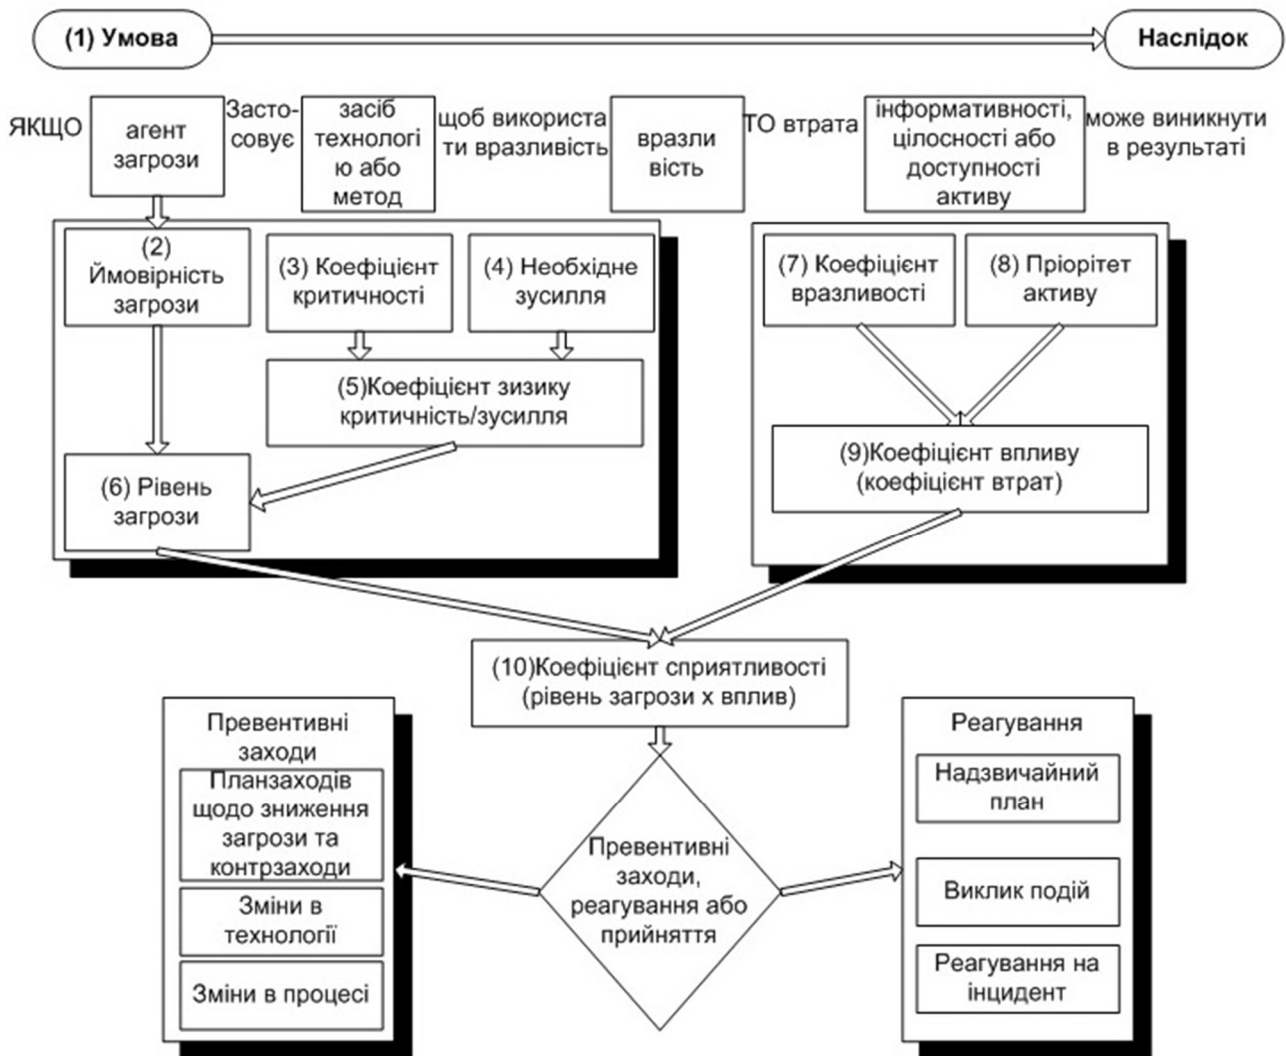 (1) Умова
Наслідок
ЯКЩО
агент
загрози
Засто-
совує
засіб
технологі
ю або
метод
щоб використа
ти вразливість
вразли
вість
ТО втрата
інформативності,
цілосності або
доступності
активу
може виникнути
в результаті
(2)
Ймовірність
загрози
(3) Коефіцієнт
критичності
(4) Необхідне
зусилля
(5)Коефіцієнт зизику
критичність/зусилля
(6) Рівень
загрози
(7) Коефіцієнт
вразливості
(8) Пріорітет
активу
(9)Коефіцієнт впливу
(коефіцієнт втрат)
(10)Коефіцієнт сприятливості
(рівень загрози х вплив)
Превентивні
заходи
Планзаходів
щодо зниження
загрози та
контрзаходи
Зміни в
технології
Зміни в процесі
Превентивні
заходи,
реагування або
прийняття
Реагування
Надзвичайний
план
Виклик подій
Реагування на
інцидент